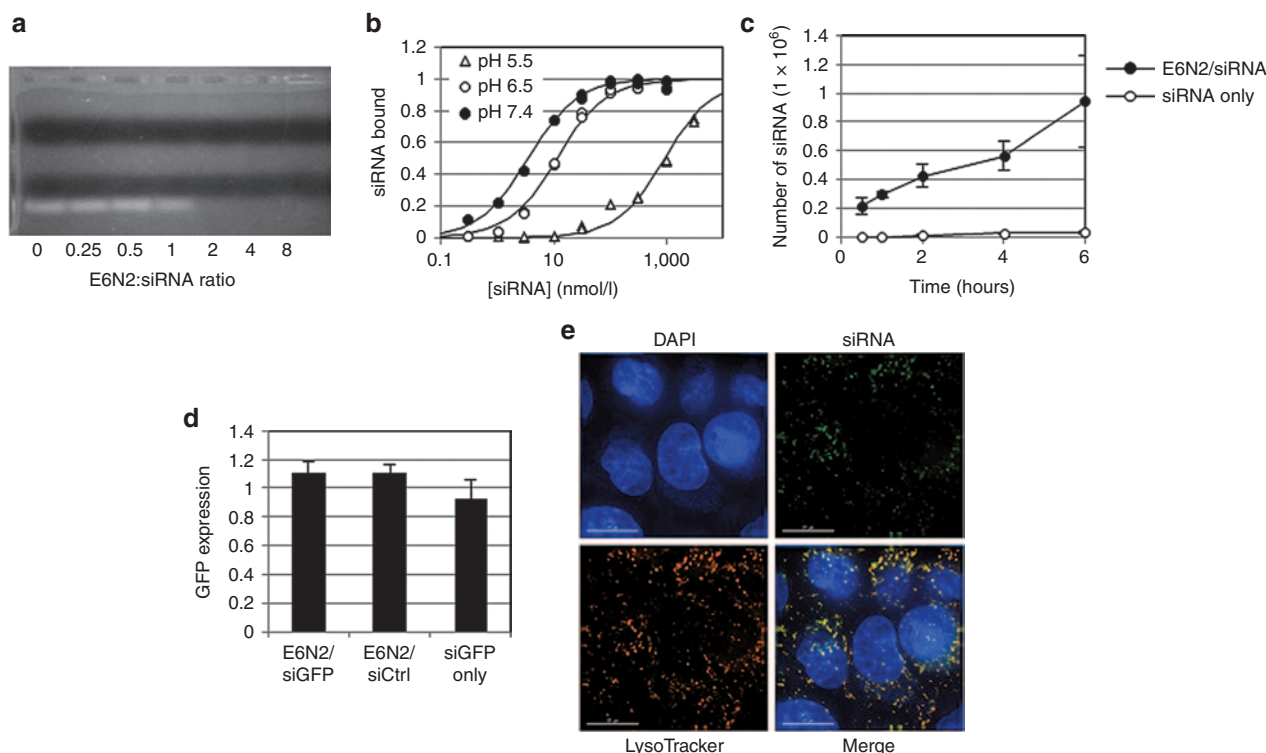 a
0 0.25 0.5 1 2 4 8
E6N2:siRNA ratio
b
siRNA bound
1.2
1
0.8
0.6
0.4
0.2
0
pH 5.5
pH 6.5
pH 7.4
0.1 10 1,000
[siRNA] (nmol/l)
c
Number of siRNA (1 × 10⁶)
1.4
1.2
1
0.8
0.6
0.4
0.2
0
0 2 4 6
Time (hours)
E6N2/siRNA
siRNA only
d
GFP expression
1.4
1.2
1
0.8
0.6
0.4
0.2
0
E6N2/
siGFP
E6N2/
siCtrl
siGFP
only
e
DAPI
siRNA
LysoTracker
Merge